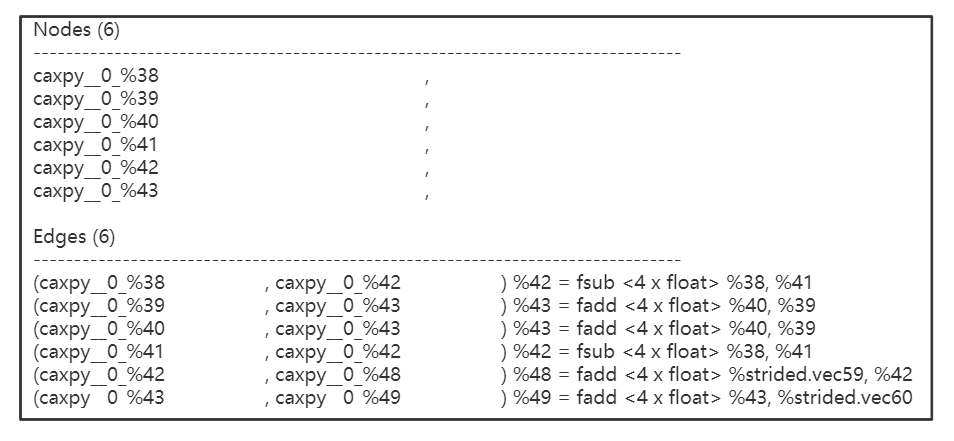 Nodes (6)
--------------------------------------------------------------------------------
caxpy__0_%38 ,
caxpy__0_%39 ,
caxpy__0_%40 ,
caxpy__0_%41 ,
caxpy__0_%42 ,
caxpy__0_%43 ,
Edges (6)
--------------------------------------------------------------------------------
(caxpy__0_%38 , caxpy__0_%42 ) %42 = fsub <4 x float> %38, %41
(caxpy__0_%39 , caxpy__0_%43 ) %43 = fadd <4 x float> %40, %39
(caxpy__0_%40 , caxpy__0_%43 ) %43 = fadd <4 x float> %40, %39
(caxpy__0_%41 , caxpy__0_%42 ) %42 = fsub <4 x float> %38, %41
(caxpy__0_%42 , caxpy__0_%48 ) %48 = fadd <4 x float> %strided.vec59, %42
(caxpy 0 %43 , caxpy 0 %49 ) %49 = fadd <4 x float> %43, %strided.vec60